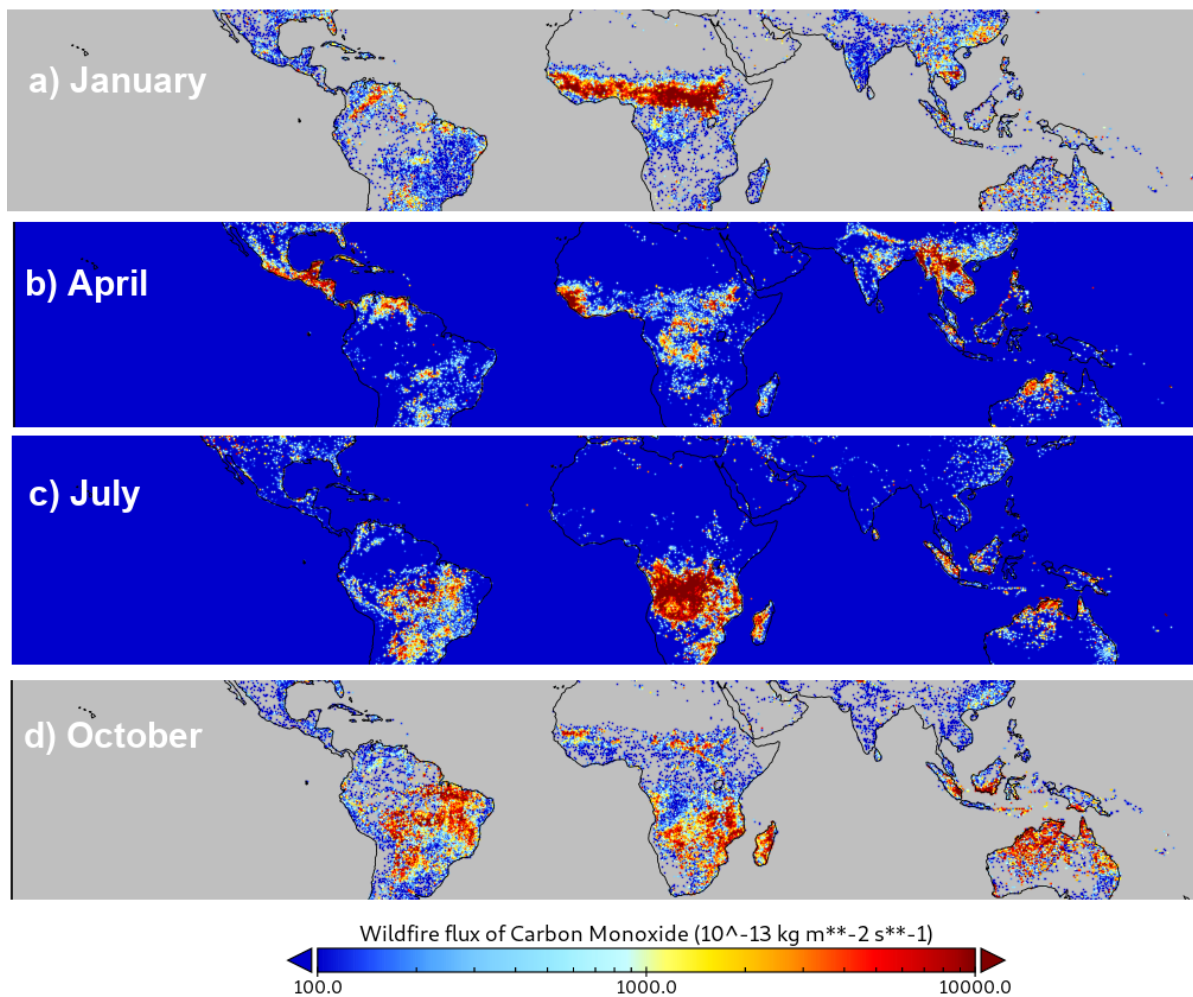 a) January
b) April
c) July
d) October
Wildfire flux of Carbon Monoxide (10^-13 kg m**-2 s**-1)
100.0 1000.0 10000.0